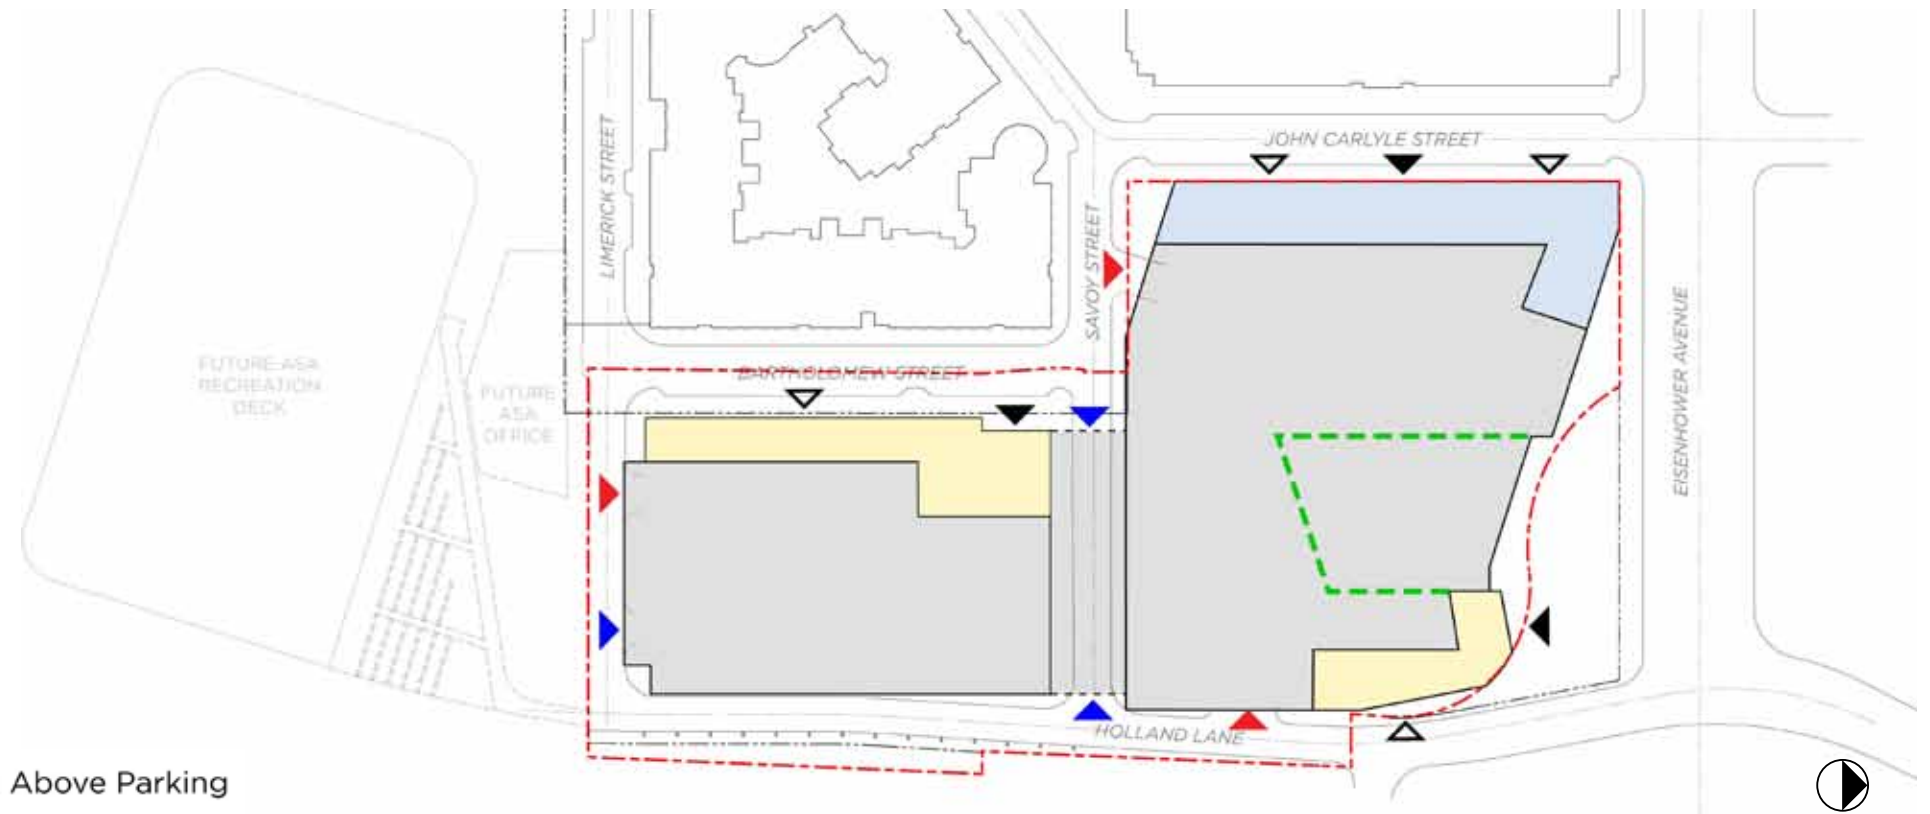 JOHN CARLYLE STREET
LIMERICK STREET
SAVOY STREET
EISENHOWER AVENUE
FUTURE ASA
RECREATION
DECK
FUTURE
ASA
OFFICE
BARTHOLOMEW STREET
HOLLAND LANE
Above Parking